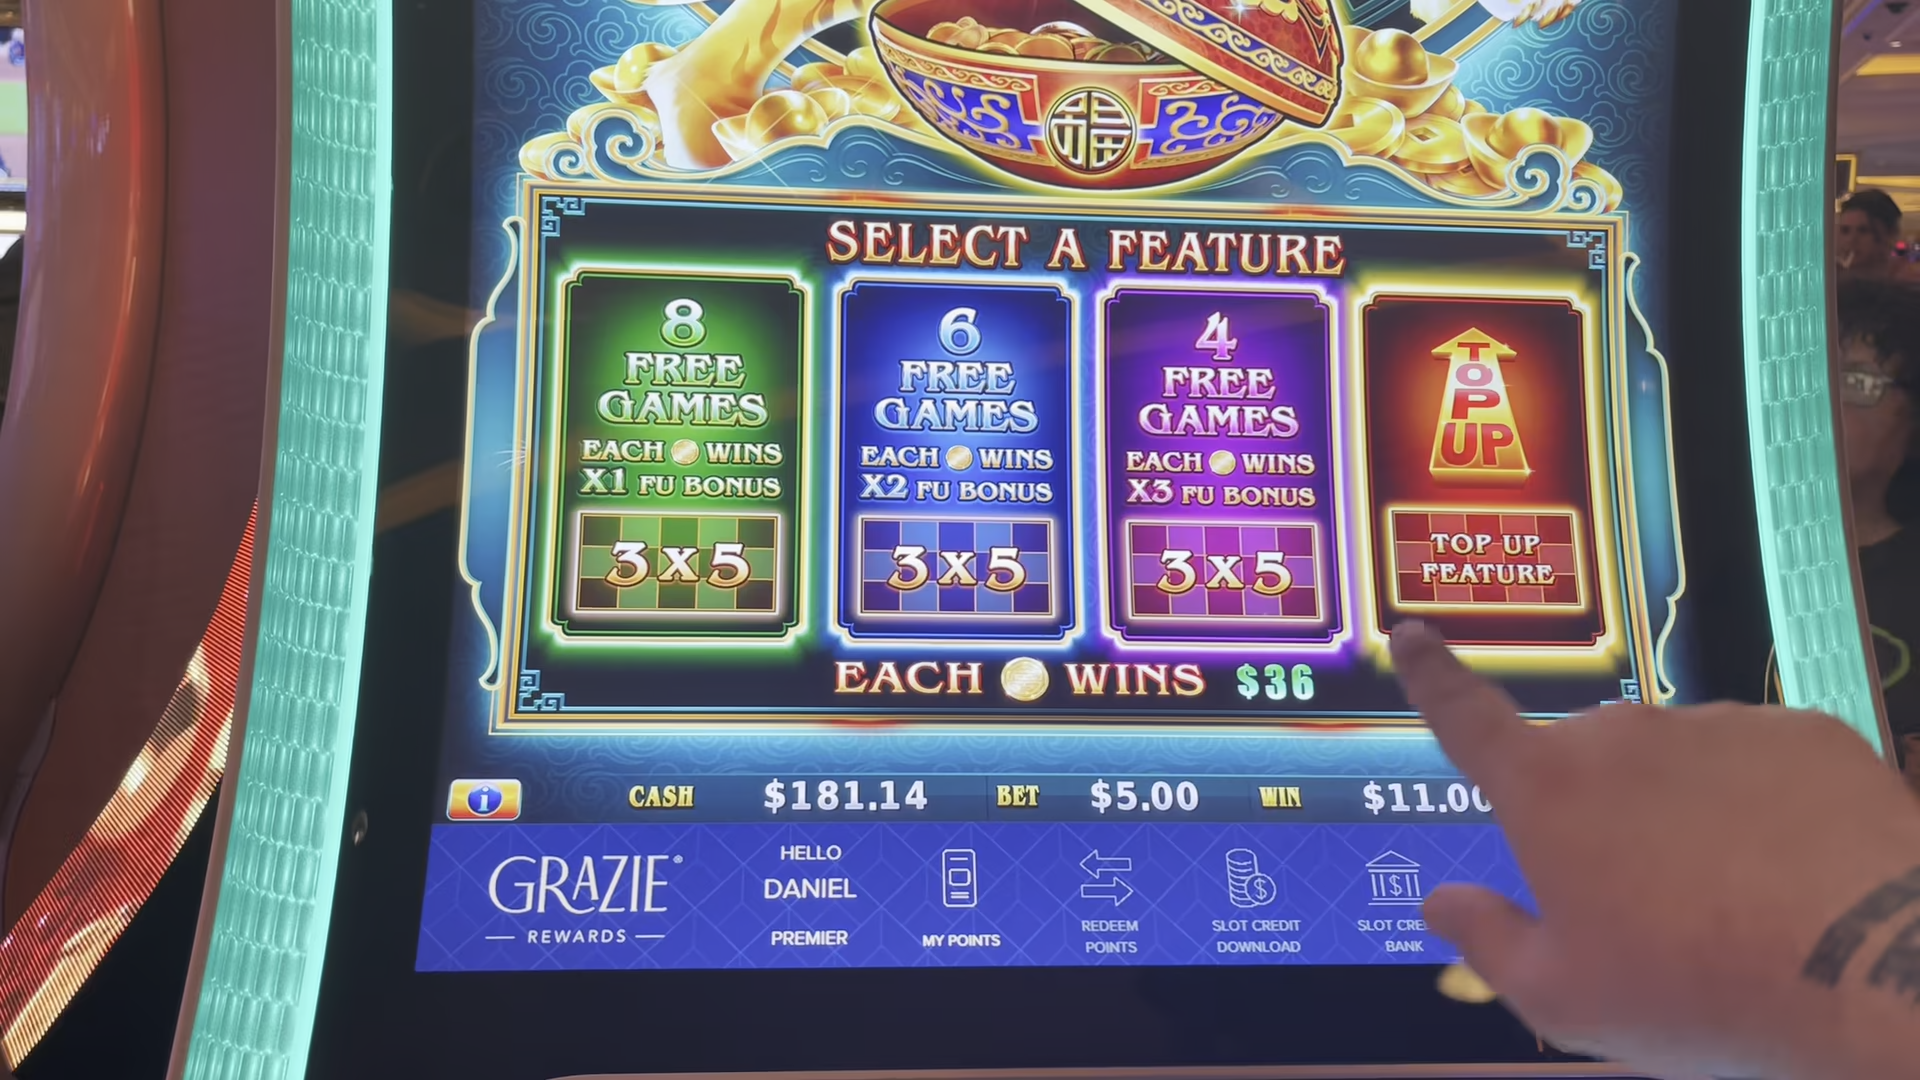 福
SELECT A FEATURE
8
FREE
GAMES
EACH WINS
X1 FU BONUS
3x5
6
FREE
GAMES
EACH WINS
X2 FU BONUS
3x5
4
FREE
GAMES
EACH WINS
X3 FU BONUS
3x5
TOP
UP
TOP UP
FEATURE
EACH WINS $36
i CASH $181.14 BET $5.00 WIN $11.00
GRAZIE®
REWARDS
HELLO
DANIEL
PREMIER
MY POINTS
REDEEM
POINTS
SLOT CREDIT
DOWNLOAD
SLOT
BANK